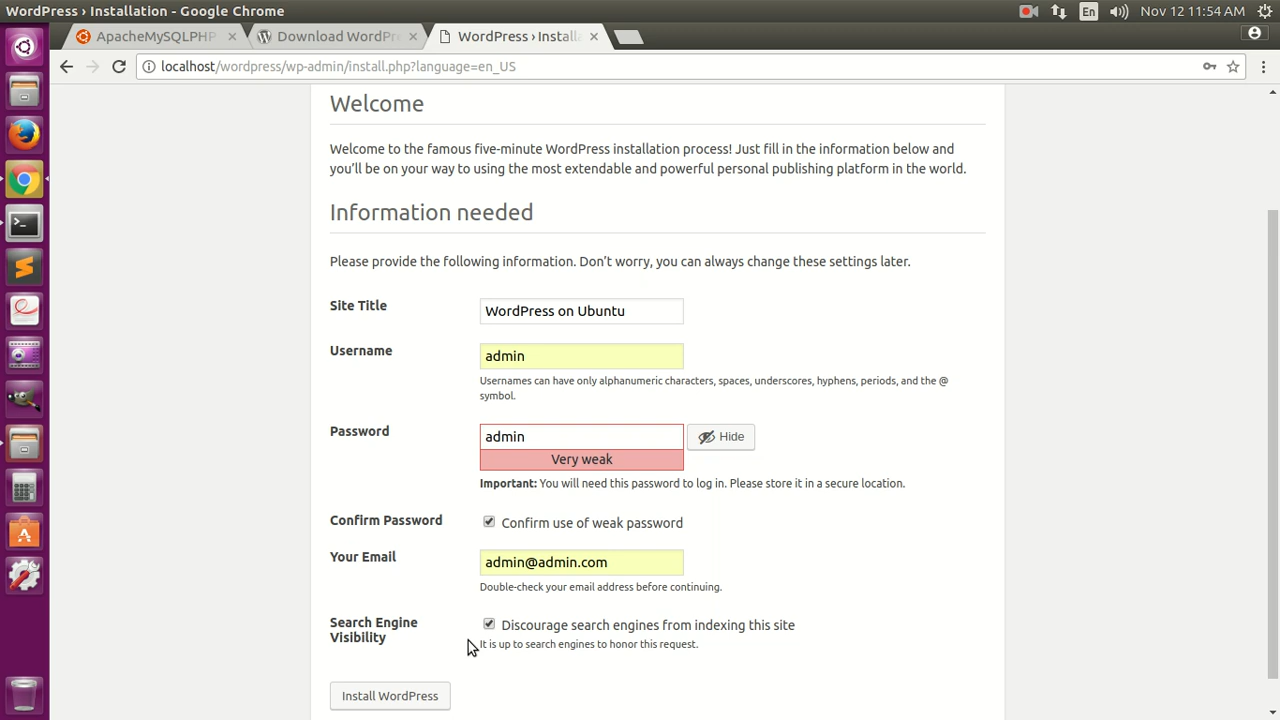 WordPress › Installation - Google Chrome
En
Nov 12 11:54 AM
ApacheMySQLPHP
Download WordPre
WordPress › Installa
localhost/wordpress/wp-admin/install.php?language=en_US
Welcome
Welcome to the famous five-minute WordPress installation process! Just fill in the information below and
you’ll be on your way to using the most extendable and powerful personal publishing platform in the world.
Information needed
Please provide the following information. Don’t worry, you can always change these settings later.
Site Title
WordPress on Ubuntu
Username
admin
Usernames can have only alphanumeric characters, spaces, underscores, hyphens, periods, and the @
symbol.
Password
admin
Hide
Very weak
Important: You will need this password to log in. Please store it in a secure location.
Confirm Password
Confirm use of weak password
Your Email
admin@admin.com
Double-check your email address before continuing.
Search Engine
Visibility
Discourage search engines from indexing this site
It is up to search engines to honor this request.
Install WordPress